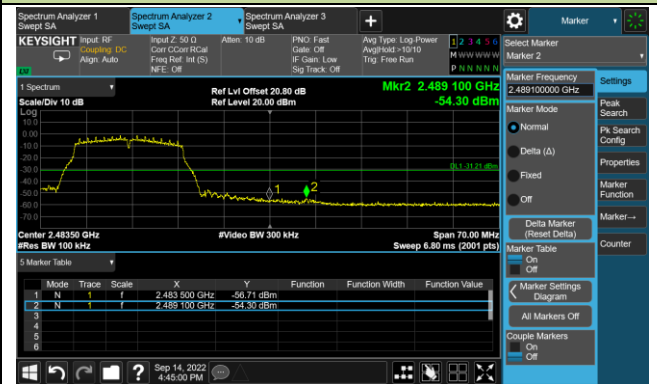 Spectrum Analyzer 1
Swept SA
Spectrum Analyzer 2
Swept SA
Spectrum Analyzer 3
Swept SA
+
Marker
KEYSIGHT
Input: RF
Coupling: DC
Align: Auto
Input Z: 50 Ω
Corr CCorr RCal
Freq Ref: Int (S)
NFE: Off
Atten: 10 dB
PNO: Fast
Gate: Off
IF Gain: Low
Sig Track: Off
Avg Type: Log-Power
Avg|Hold:>10/10
Trig: Free Run
1 2 3 4 5 6
M W W W W W
P N N N N N
Select Marker
Marker 2
1 Spectrum
Scale/Div 10 dB
Log
Ref Lvl Offset 20.80 dB
Ref Level 20.00 dBm
Mkr2 2.489 100 GHz
-54.30 dBm
10.0
0.00
-10.0
-20.0
-30.0
-40.0
-50.0
-60.0
-70.0
DL1 -31.21 dBm
1
2
Center 2.48350 GHz
#Res BW 100 kHz
#Video BW 300 kHz
Span 70.00 MHz
Sweep 6.80 ms (2001 pts)
5 Marker Table
Mode Trace Scale X Y Function Function Width Function Value
1 N 1 f 2.483 500 GHz -56.71 dBm
2 N 1 f 2.489 100 GHz -54.30 dBm
3
4
5
6
Marker Frequency
2.489100000 GHz
Marker Mode
Normal
Delta (Δ)
Fixed
Off
Delta Marker
(Reset Delta)
Marker Table
On
Off
Marker Settings
Diagram
All Markers Off
Couple Markers
On
Off
Settings
Peak
Search
Pk Search
Config
Properties
Marker
Function
Marker→
Counter
?
Sep 14, 2022
4:45:00 PM